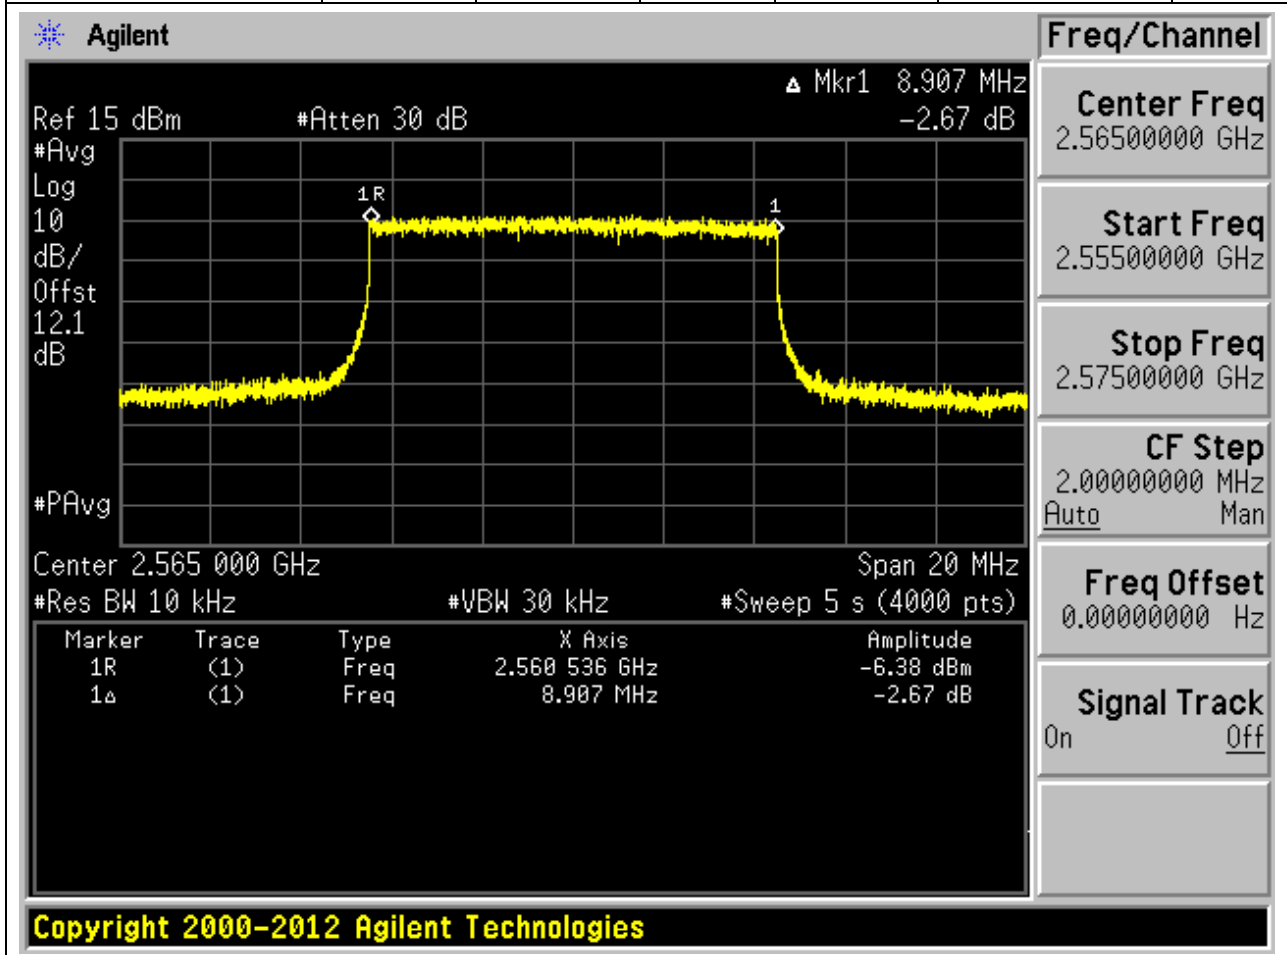 Agilent
Freq/Channel
Δ Mkr1 8.907 MHz
Ref 15 dBm #Atten 30 dB -2.67 dB
#Avg
Log
10
dB/
Offst
12.1
dB
1R
1
#PAvg
Center 2.565 000 GHz Span 20 MHz
#Res BW 10 kHz #VBW 30 kHz #Sweep 5 s (4000 pts)
Marker Trace Type X Axis Amplitude
1R (1) Freq 2.560 536 GHz -6.38 dBm
1Δ (1) Freq 8.907 MHz -2.67 dB
Center Freq
2.56500000 GHz
Start Freq
2.55500000 GHz
Stop Freq
2.57500000 GHz
CF Step
2.00000000 MHz
Auto Man
Freq Offset
0.00000000 Hz
Signal Track
On Off
Copyright 2000-2012 Agilent Technologies